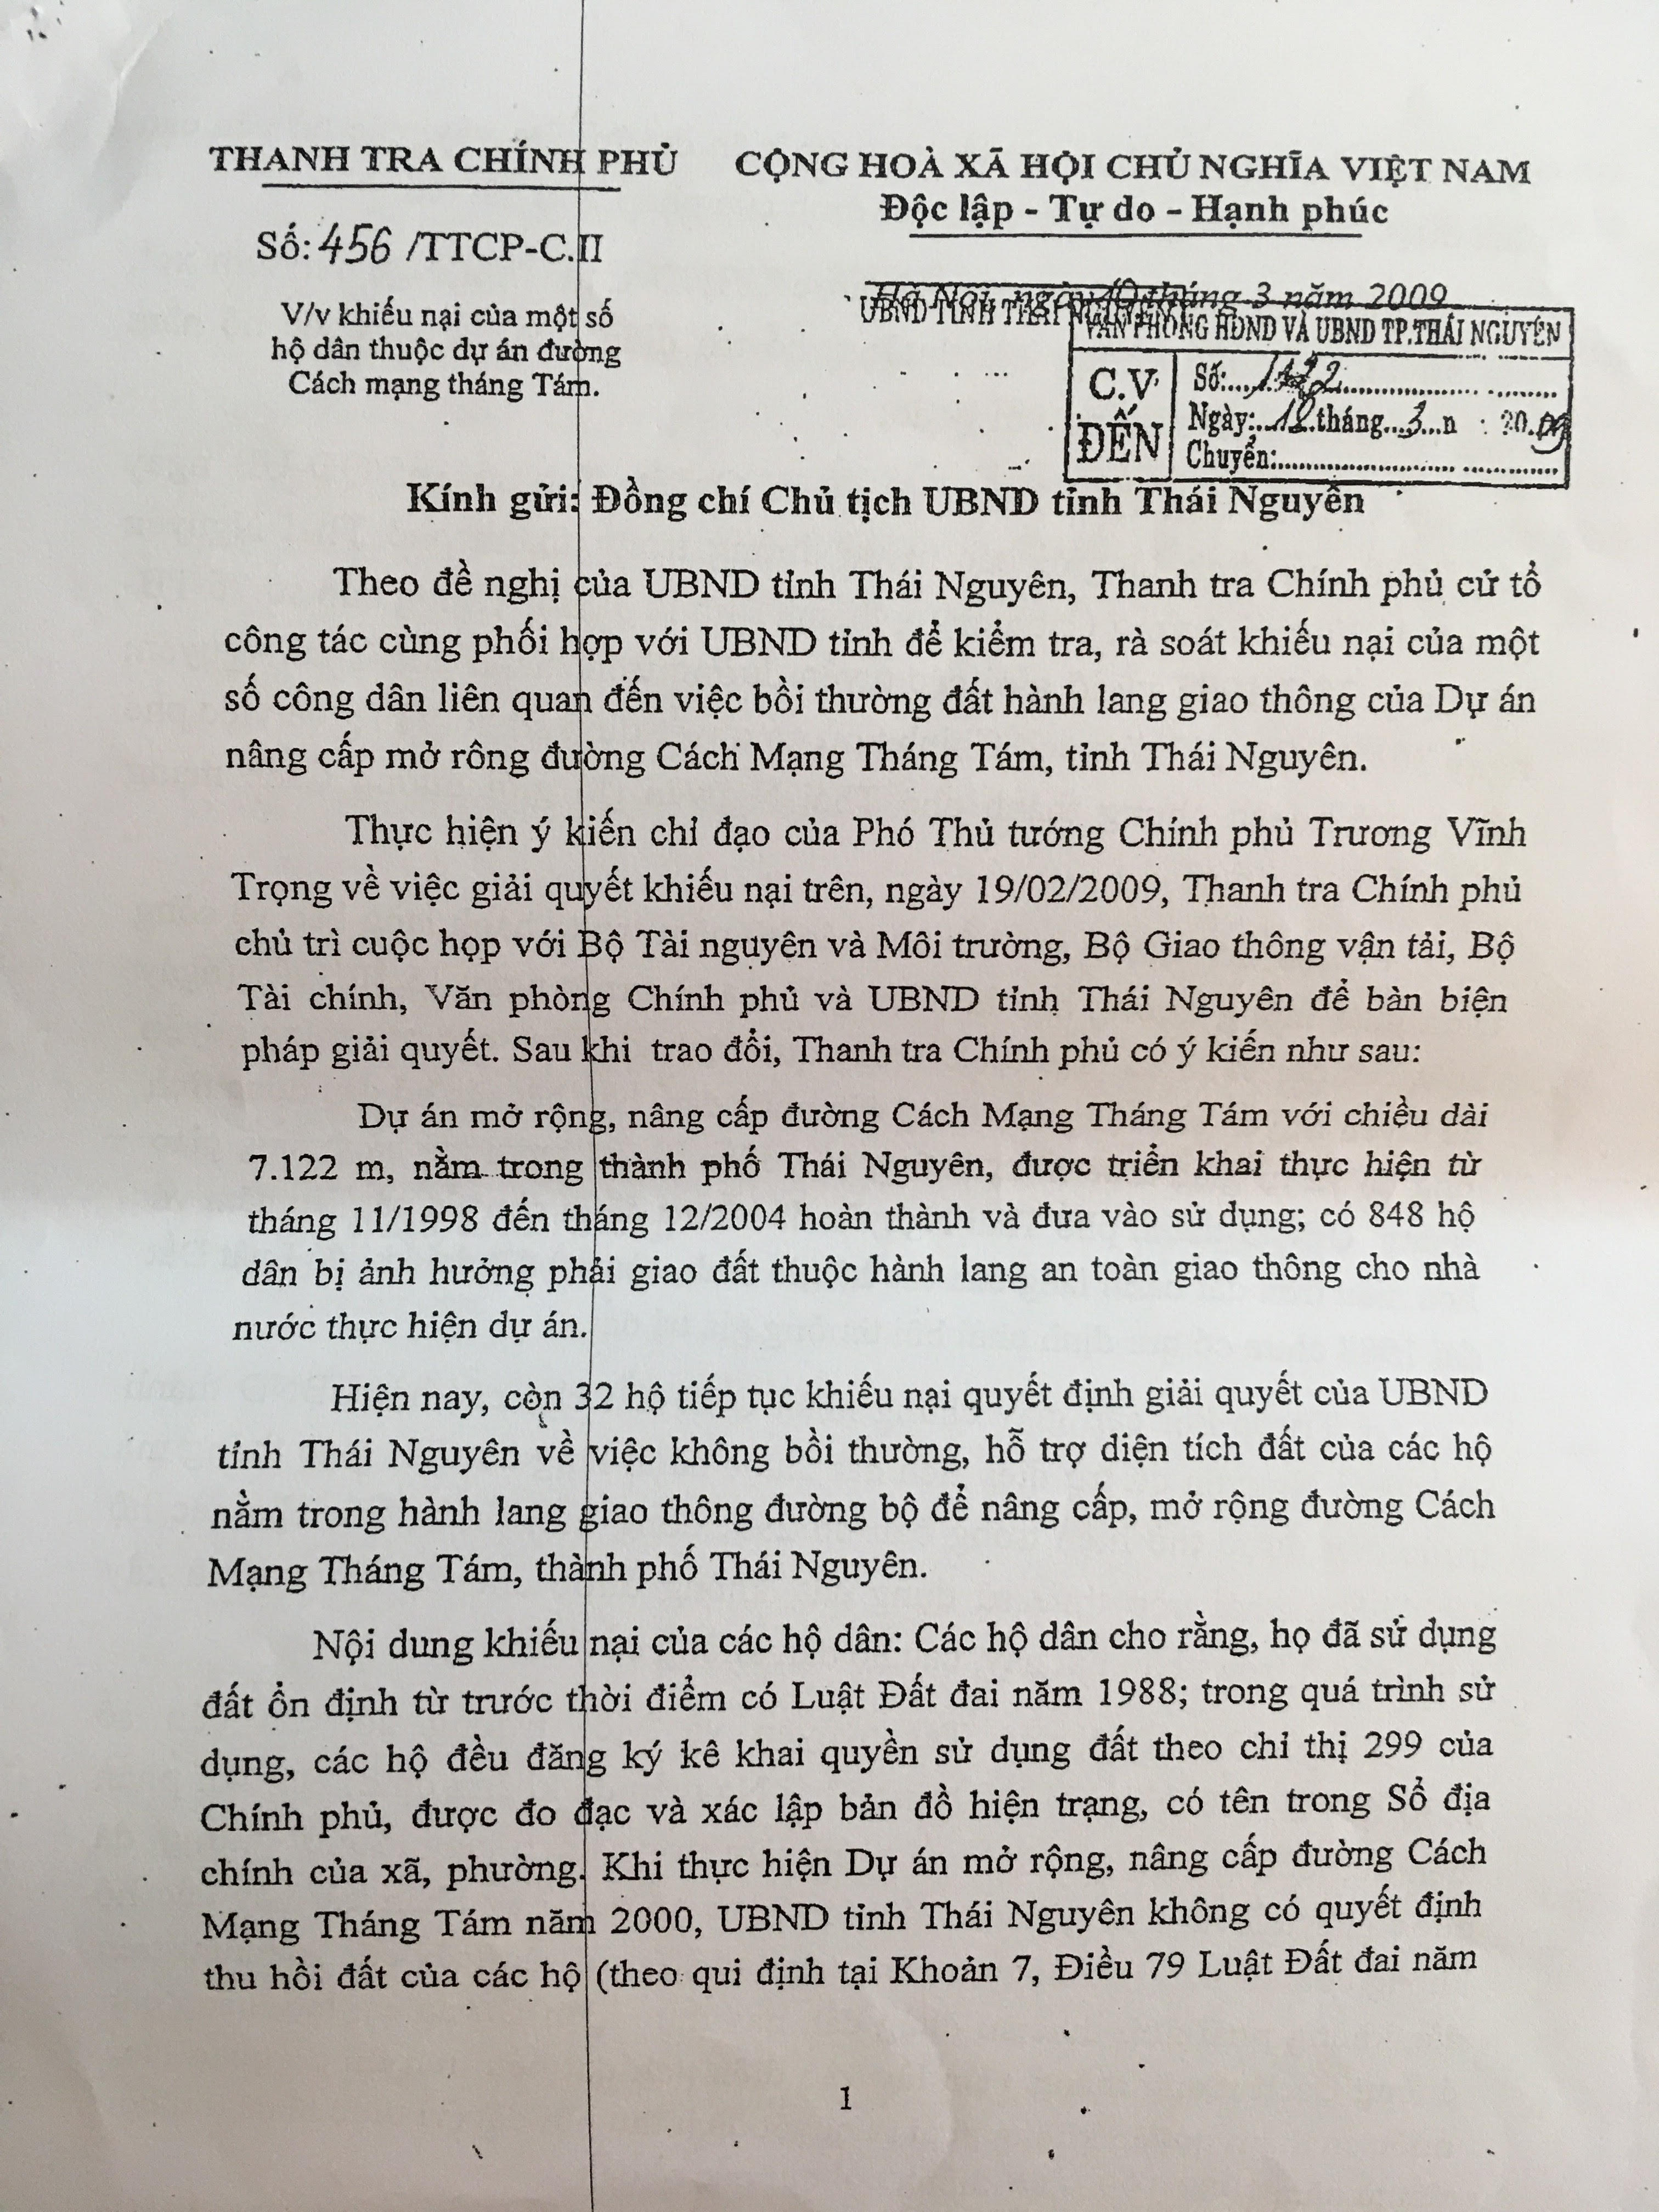 THANH TRA CHÍNH PHỦ
CỘNG HOÀ XÃ HỘI CHỦ NGHĨA VIỆT NAM
Độc lập - Tự do - Hạnh phúc
Số: 456 /TTCP-C.II
V/v khiếu nại của một số
hộ dân thuộc dự án đường
Cách mạng tháng Tám.
Hà Nội, ngày 10 tháng 3 năm 2009
UBND TỈNH THÁI NGUYÊN
VĂN PHÒNG HĐND VÀ UBND TP.THÁI NGUYÊN
C.V
ĐẾN
Số:
Ngày: 12 tháng 3 n 2009
Chuyển:
Kính gửi: Đồng chí Chủ tịch UBND tỉnh Thái Nguyên
Theo đề nghị của UBND tỉnh Thái Nguyên, Thanh tra Chính phủ cử tổ
công tác cùng phối hợp với UBND tỉnh để kiểm tra, rà soát khiếu nại của một
số công dân liên quan đến việc bồi thường đất hành lang giao thông của Dự án
nâng cấp mở rông đường Cách Mạng Tháng Tám, tỉnh Thái Nguyên.
Thực hiện ý kiến chỉ đạo của Phó Thủ tướng Chính phủ Trương Vĩnh
Trọng về việc giải quyết khiếu nại trên, ngày 19/02/2009, Thanh tra Chính phủ
chủ trì cuộc họp với Bộ Tài nguyên và Môi trường, Bộ Giao thông vận tải, Bộ
Tài chính, Văn phòng Chính phủ và UBND tỉnh Thái Nguyên để bàn biện
pháp giải quyết. Sau khi trao đổi, Thanh tra Chính phủ có ý kiến như sau:
Dự án mở rộng, nâng cấp đường Cách Mạng Tháng Tám với chiều dài
7.122 m, nằm trong thành phố Thái Nguyên, được triển khai thực hiện từ
tháng 11/1998 đến tháng 12/2004 hoàn thành và đưa vào sử dụng; có 848 hộ
dân bị ảnh hưởng phải giao đất thuộc hành lang an toàn giao thông cho nhà
nước thực hiện dự án.
Hiện nay, còn 32 hộ tiếp tục khiếu nại quyết định giải quyết của UBND
tỉnh Thái Nguyên về việc không bồi thường, hỗ trợ diện tích đất của các hộ
nằm trong hành lang giao thông đường bộ để nâng cấp, mở rộng đường Cách
Mạng Tháng Tám, thành phố Thái Nguyên.
Nội dung khiếu nại của các hộ dân: Các hộ dân cho rằng, họ đã sử dụng
đất ổn định từ trước thời điểm có Luật Đất đai năm 1988; trong quá trình sử
dụng, các hộ đều đăng ký kê khai quyền sử dụng đất theo chỉ thị 299 của
Chính phủ, được đo đạc và xác lập bản đồ hiện trạng, có tên trong Sổ địa
chính của xã, phường. Khi thực hiện Dự án mở rộng, nâng cấp đường Cách
Mạng Tháng Tám năm 2000, UBND tỉnh Thái Nguyên không có quyết định
thu hồi đất của các hộ (theo qui định tại Khoản 7, Điều 79 Luật Đất đai năm
1